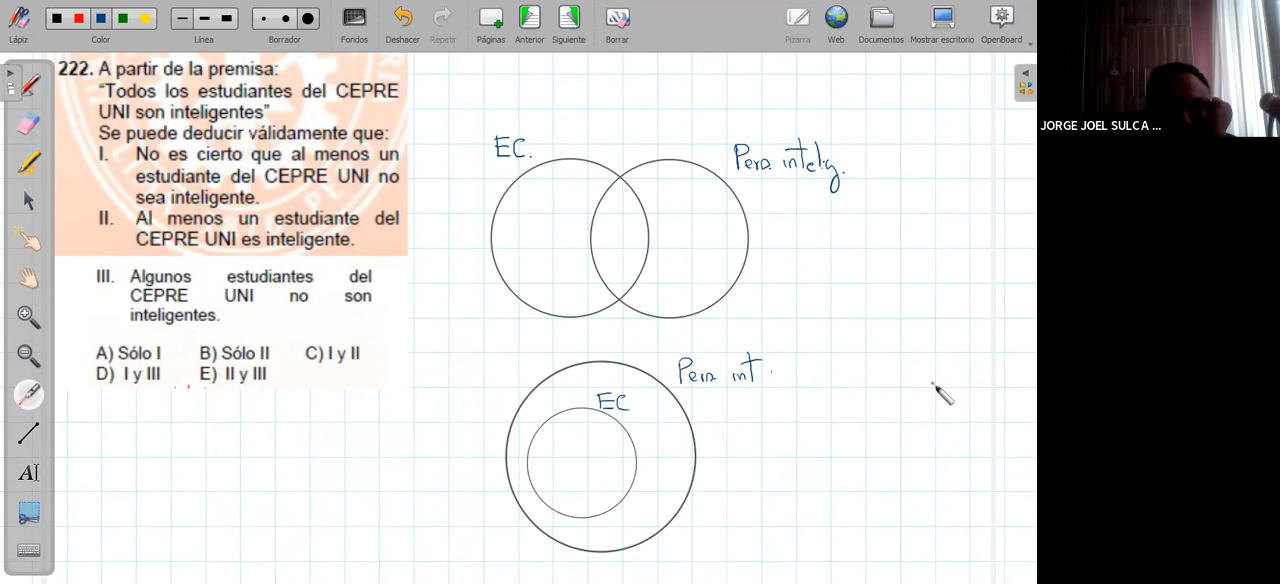 Lápiz
Color
Línea
Borrador
Fondos
Deshacer
Repetir
Páginas
Anterior
Siguiente
Borrar
Pizarra
Web
Documentos
Mostrar escritorio
OpenBoard
222. A partir de la premisa:
“Todos los estudiantes del CEPRE
UNI son inteligentes”
Se puede deducir válidamente que:
I. No es cierto que al menos un
estudiante del CEPRE UNI no
sea inteligente.
II. Al menos un estudiante del
CEPRE UNI es inteligente.
III. Algunos estudiantes del
CEPRE UNI no son
inteligentes.
A) Sólo I B) Sólo II C) I y II
D) I y III E) II y III
EC.
Pers. intelig.
Pers int.
EC
JORGE JOEL SULCA ...
AI